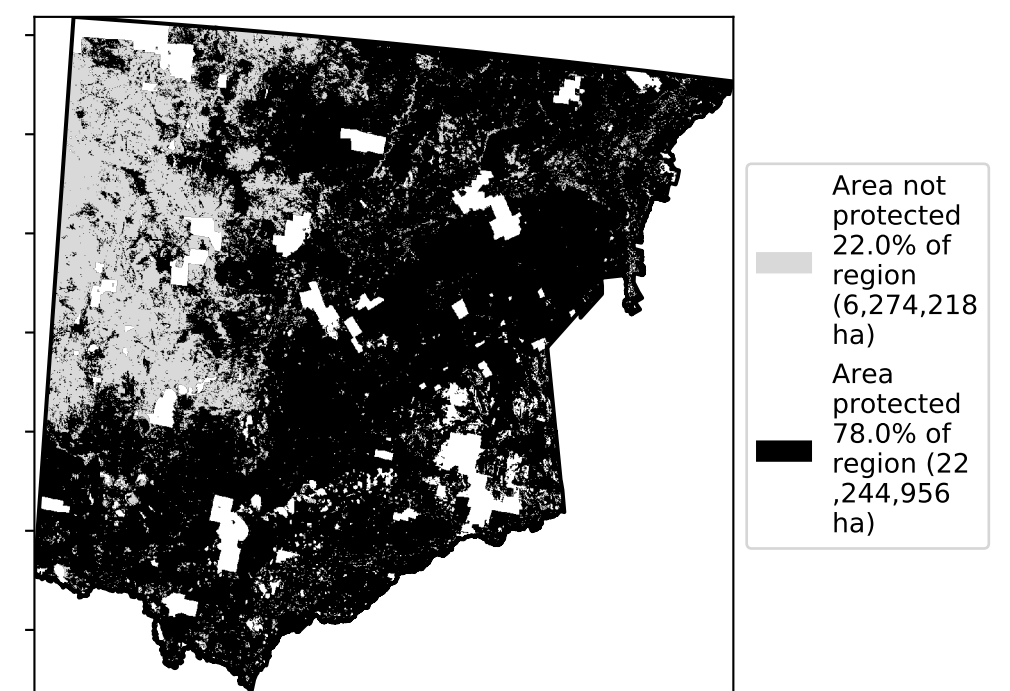 Area not
protected
22.0% of
region
(6,274,218
ha)
Area
protected
78.0% of
region (22
,244,956
ha)